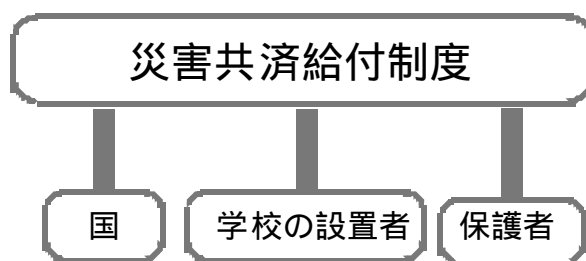 災害共済給付制度
国
学校の設置者
保護者